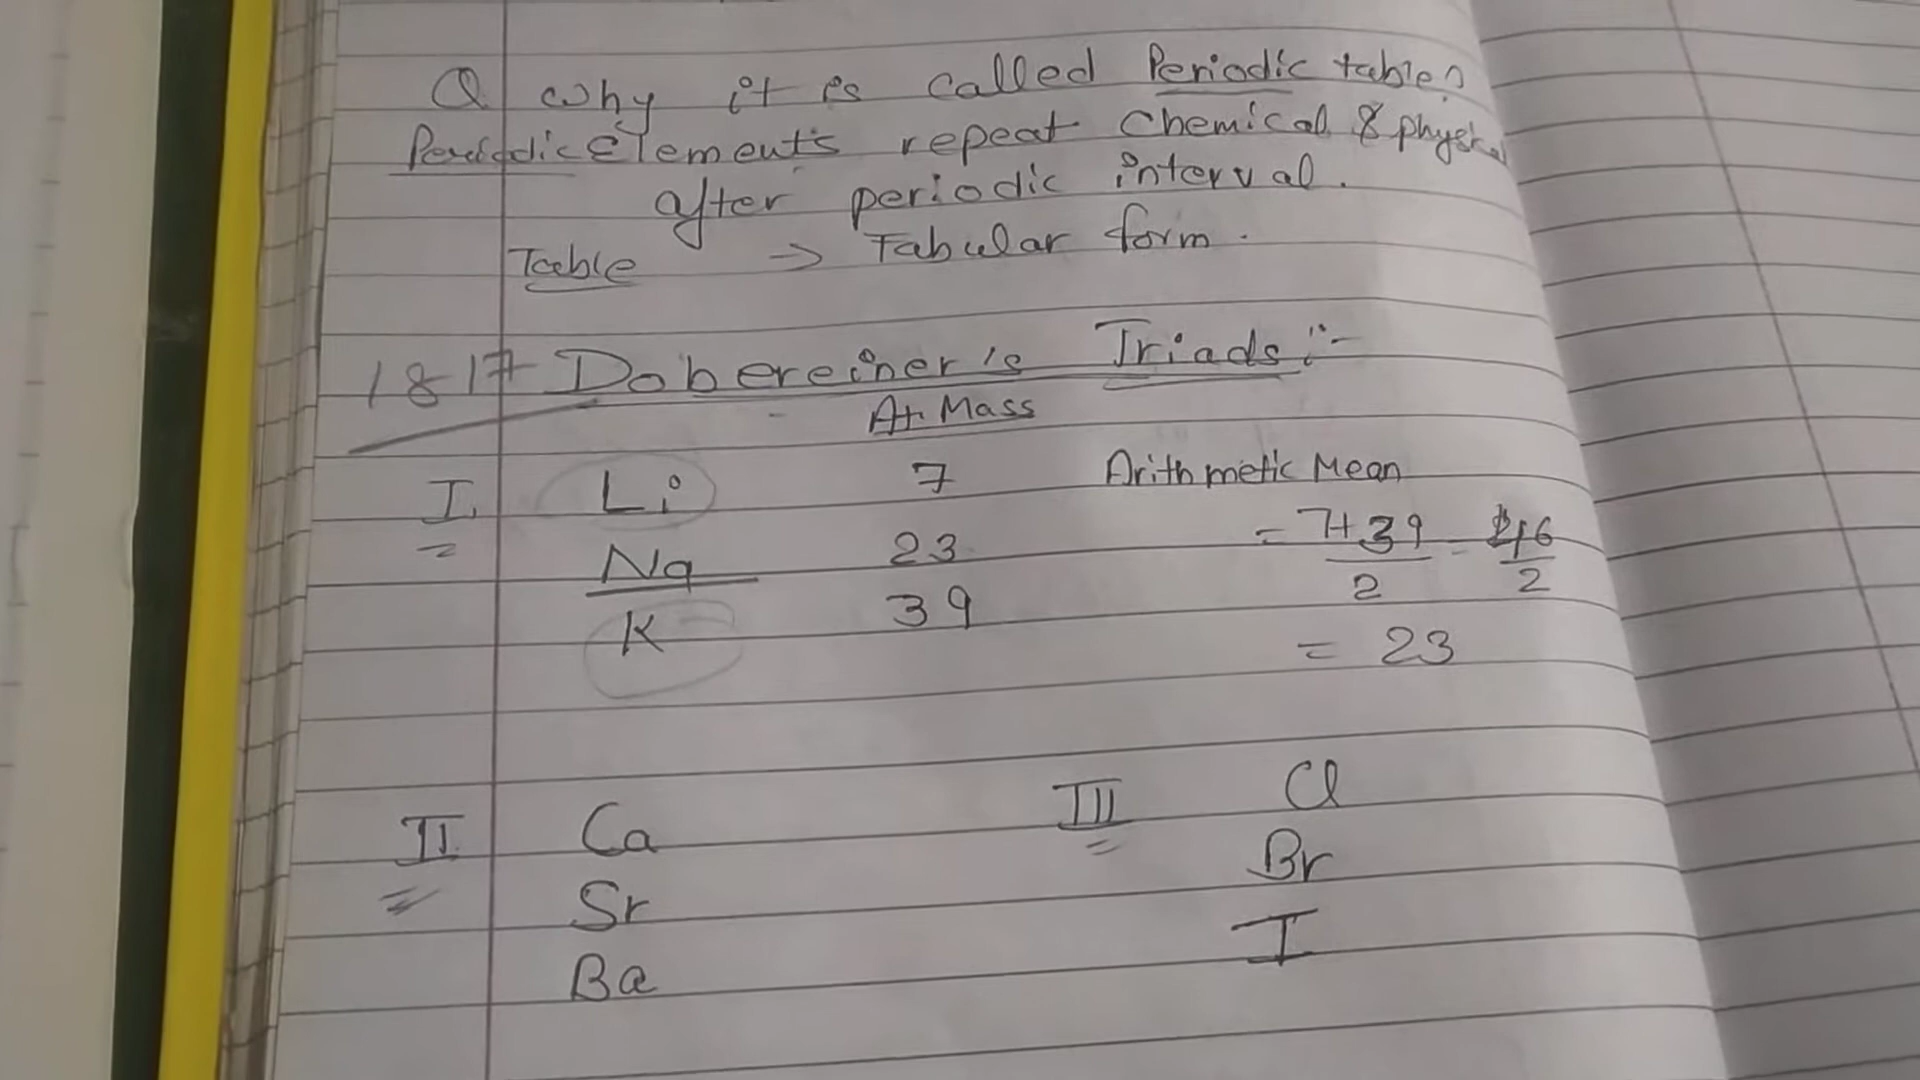 Q why it is called Periodic table?
Periodic Elements repeat Chemical & physical
after periodic interval.
Table → Tabular form.
1817 Dobereiner's Triads :-
At. Mass
I. Li 7 Arithmetic Mean
Na 23 = 7+39/2 = 46/2
K 39 = 23
II Ca III Cl
Sr Br
Ba I